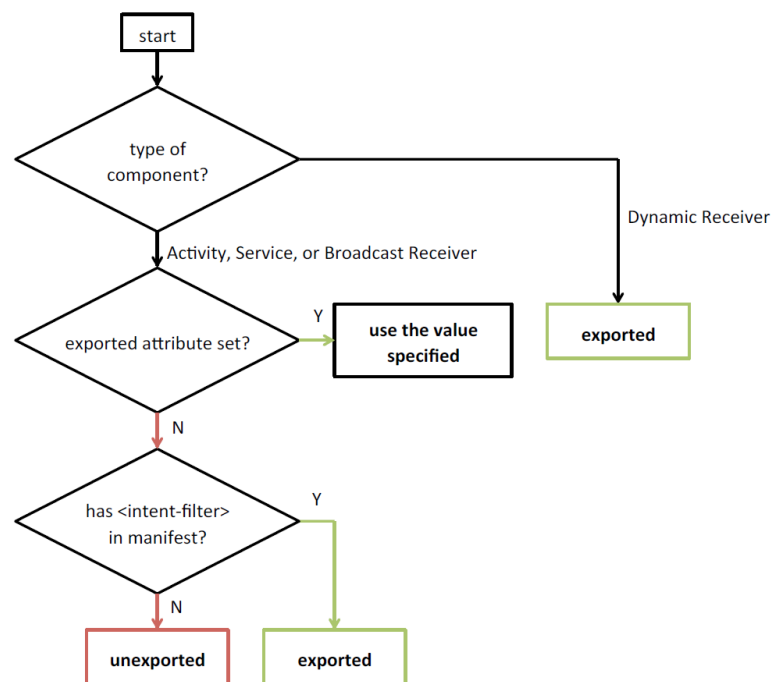 start
type of
component?
Dynamic Receiver
Activity, Service, or Broadcast Receiver
exported attribute set?
Y
use the value
specified
exported
N
has <intent-filter>
in manifest?
Y
N
unexported
exported